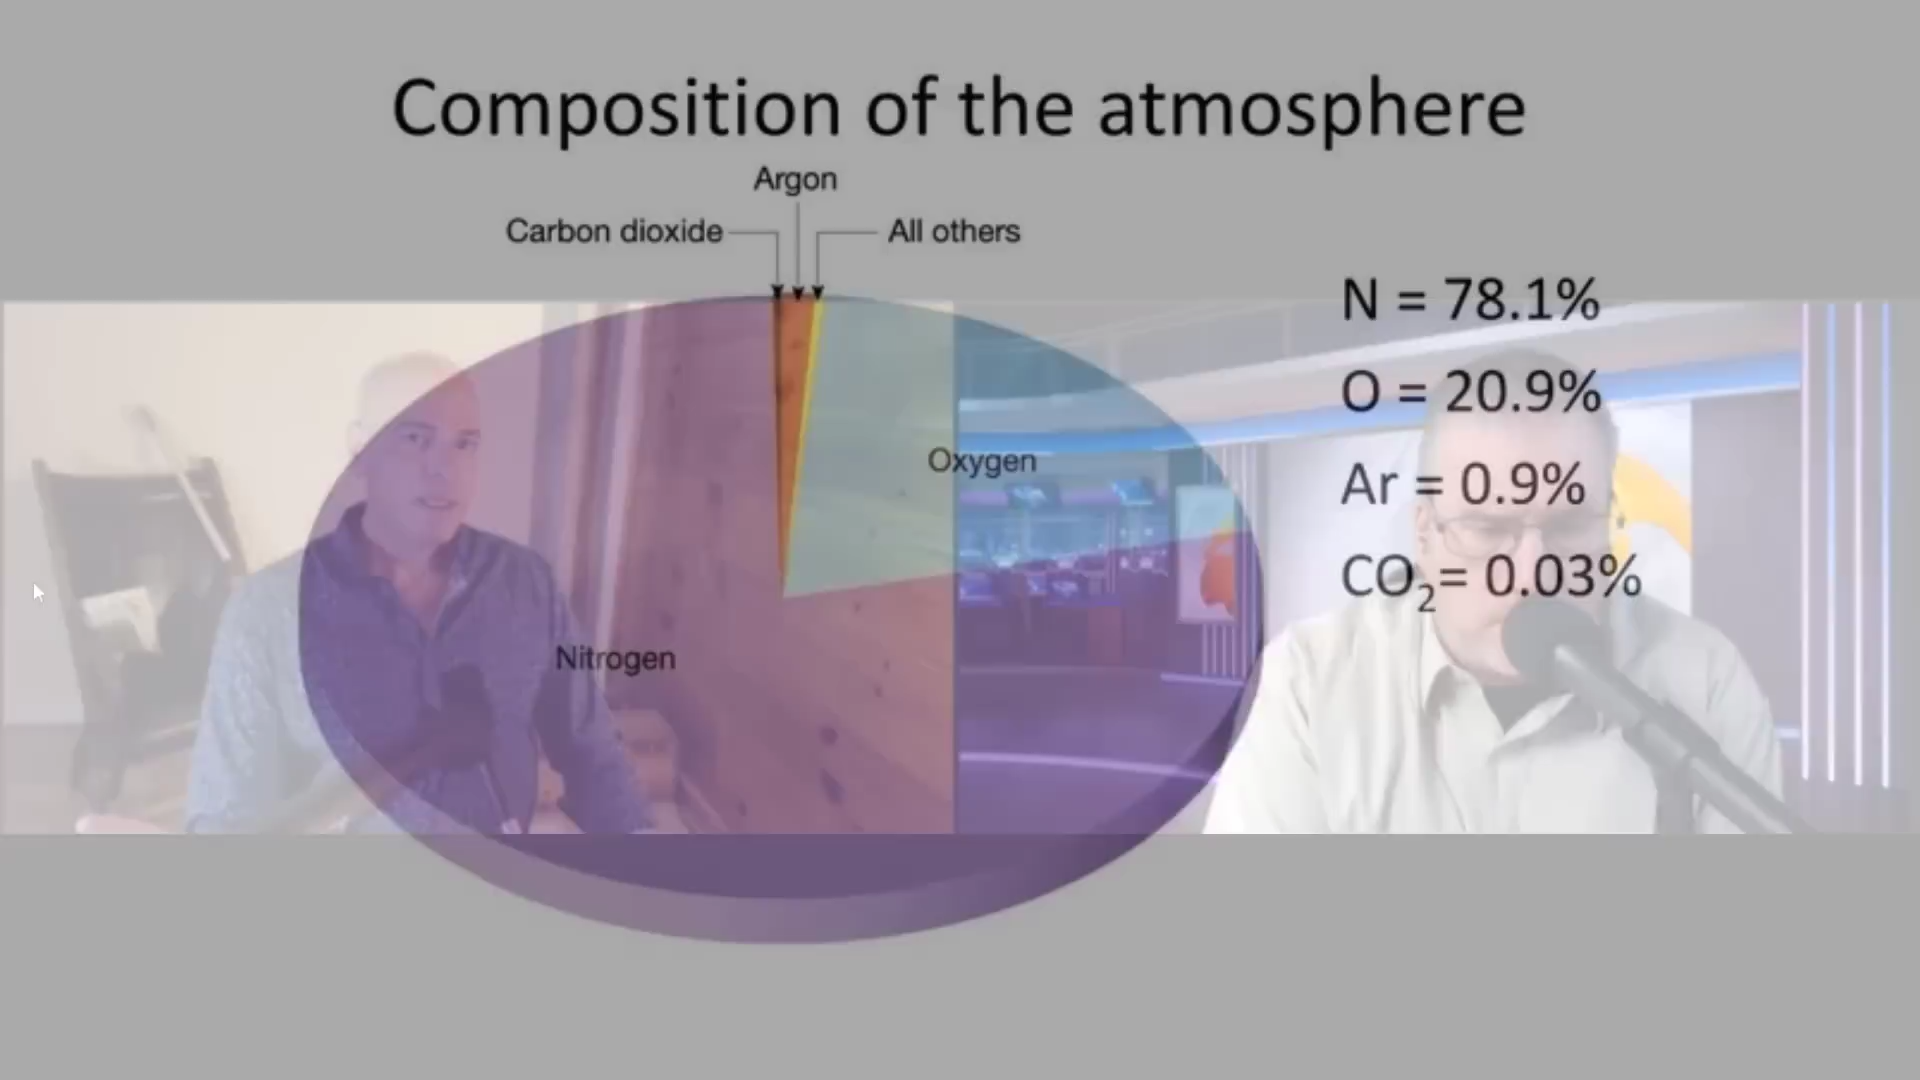 Composition of the atmosphere
Argon
Carbon dioxide
All others
N = 78.1%
O = 20.9%
Oxygen
Ar = 0.9%
CO₂= 0.03%
Nitrogen